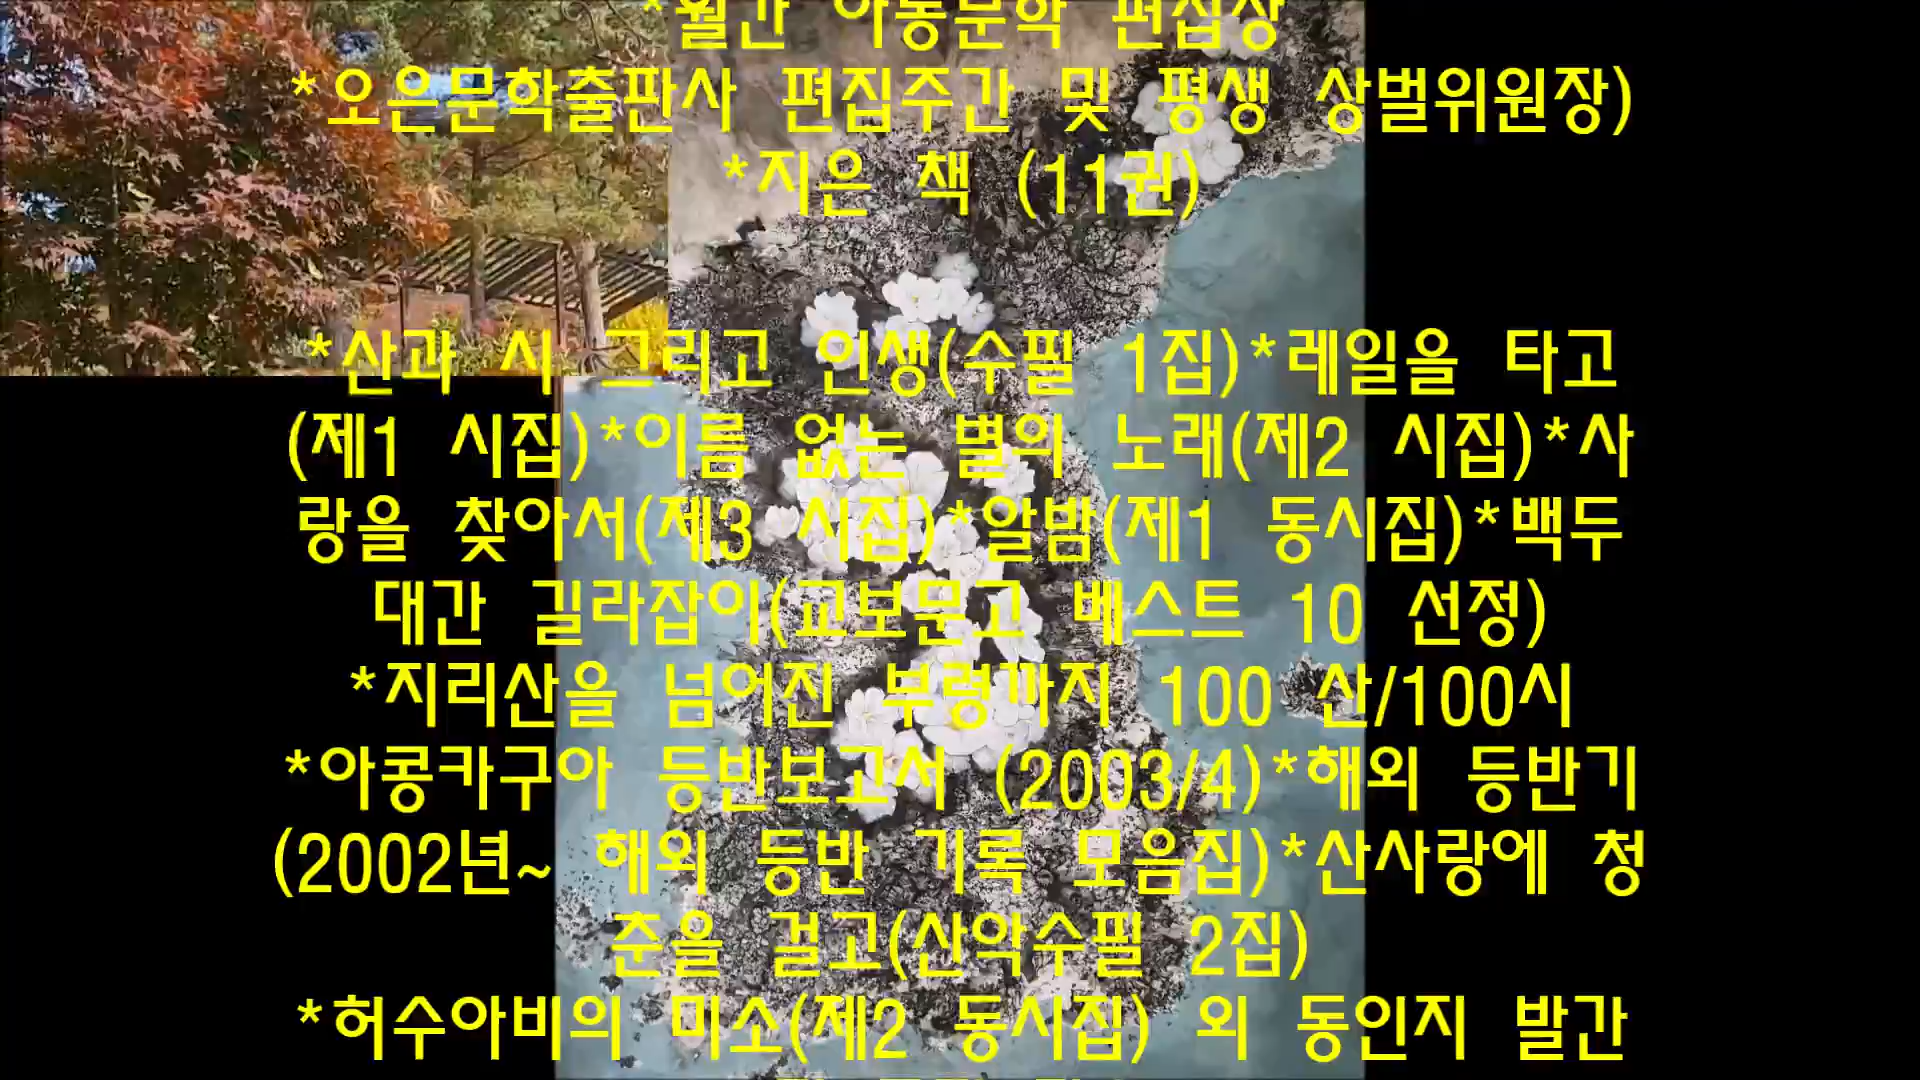 *월간 아동문학 편집장
*오은문학출판사 편집주간 및 평생 상벌위원장)
*지은 책 (11권)
*산과 시 그리고 인생(수필 1집)*레일을 타고
(제1 시집)*이름 없는 별의 노래(제2 시집)*사
랑을 찾아서(제3 시집)*알밤(제1 동시집)*백두
대간 길라잡이(교보문고 베스트 10 선정)
*지리산을 넘어진 부령까지 100 산/100시
*아콩카구아 등반보고서 (2003/4)*해외 등반기
(2002년~ 해외 등반 기록 모음집)*산사랑에 청
춘을 걸고(산악수필 2집)
*허수아비의 미소(제2 동시집) 외 동인지 발간